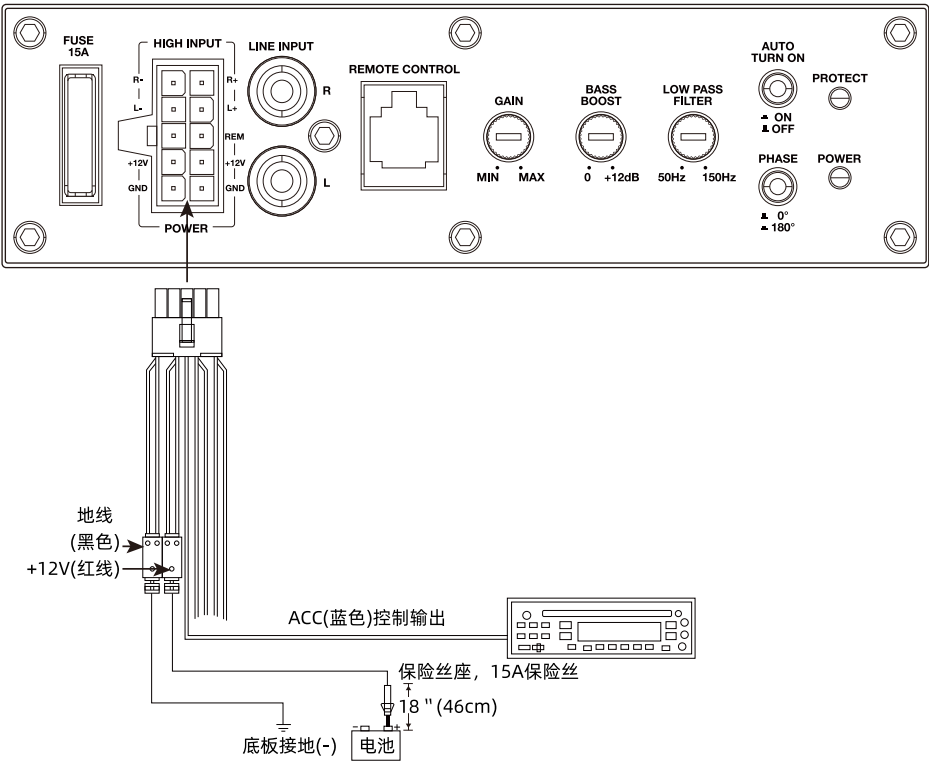 FUSE
15A
HIGH INPUT
R-
R+
L-
L+
REM
+12V
+12V
GND
GND
POWER
LINE INPUT
R
L
REMOTE CONTROL
GAIN
MIN MAX
BASS
BOOST
0 +12dB
LOW PASS
FILTER
50Hz 150Hz
AUTO
TURN ON
ON
OFF
PROTECT
PHASE
0°
180°
POWER
地线
(黑色)
+12V(红线)
ACC(蓝色)控制输出
保险丝座，15A保险丝
18 " (46cm)
- +
底板接地(-)
电池